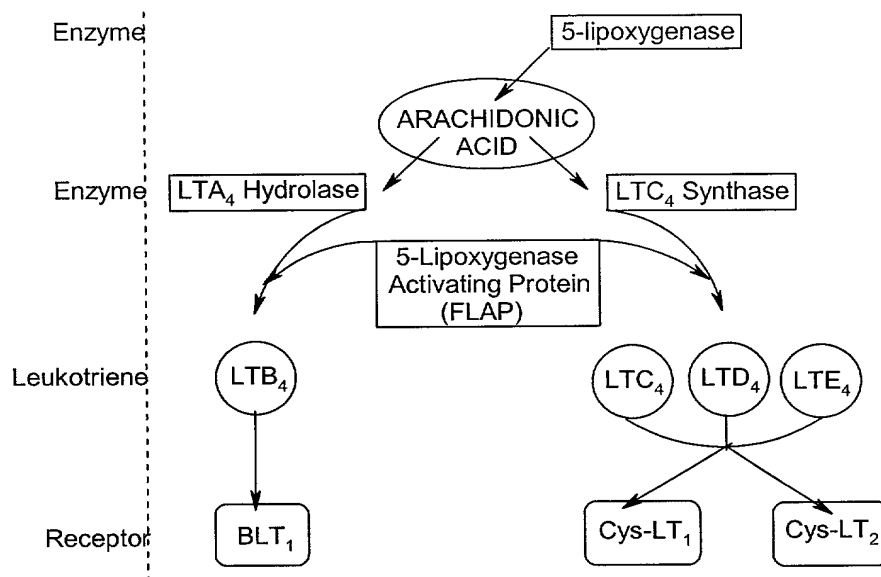 Enzyme
5-lipoxygenase
ARACHIDONIC
ACID
Enzyme
LTA₄ Hydrolase
LTC₄ Synthase
5-Lipoxygenase
Activating Protein
(FLAP)
Leukotriene
LTB₄
LTC₄
LTD₄
LTE₄
Receptor
BLT₁
Cys-LT₁
Cys-LT₂